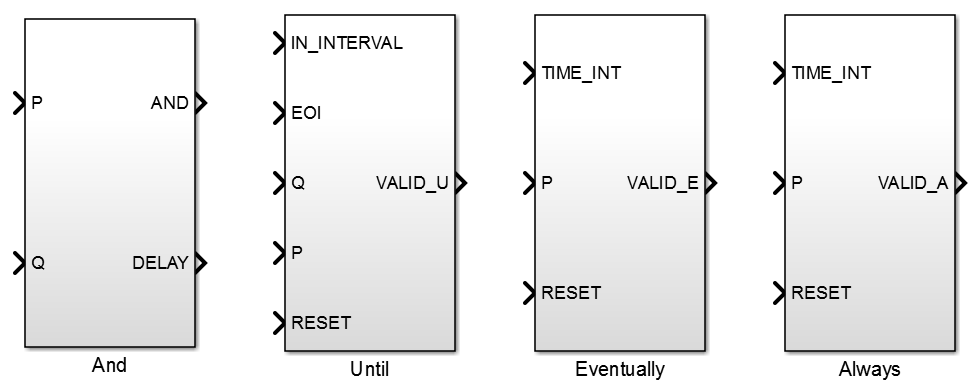 P
AND
Q
DELAY
And
IN_INTERVAL
EOI
Q
VALID_U
P
RESET
Until
TIME_INT
P
VALID_E
RESET
Eventually
TIME_INT
P
VALID_A
RESET
Always